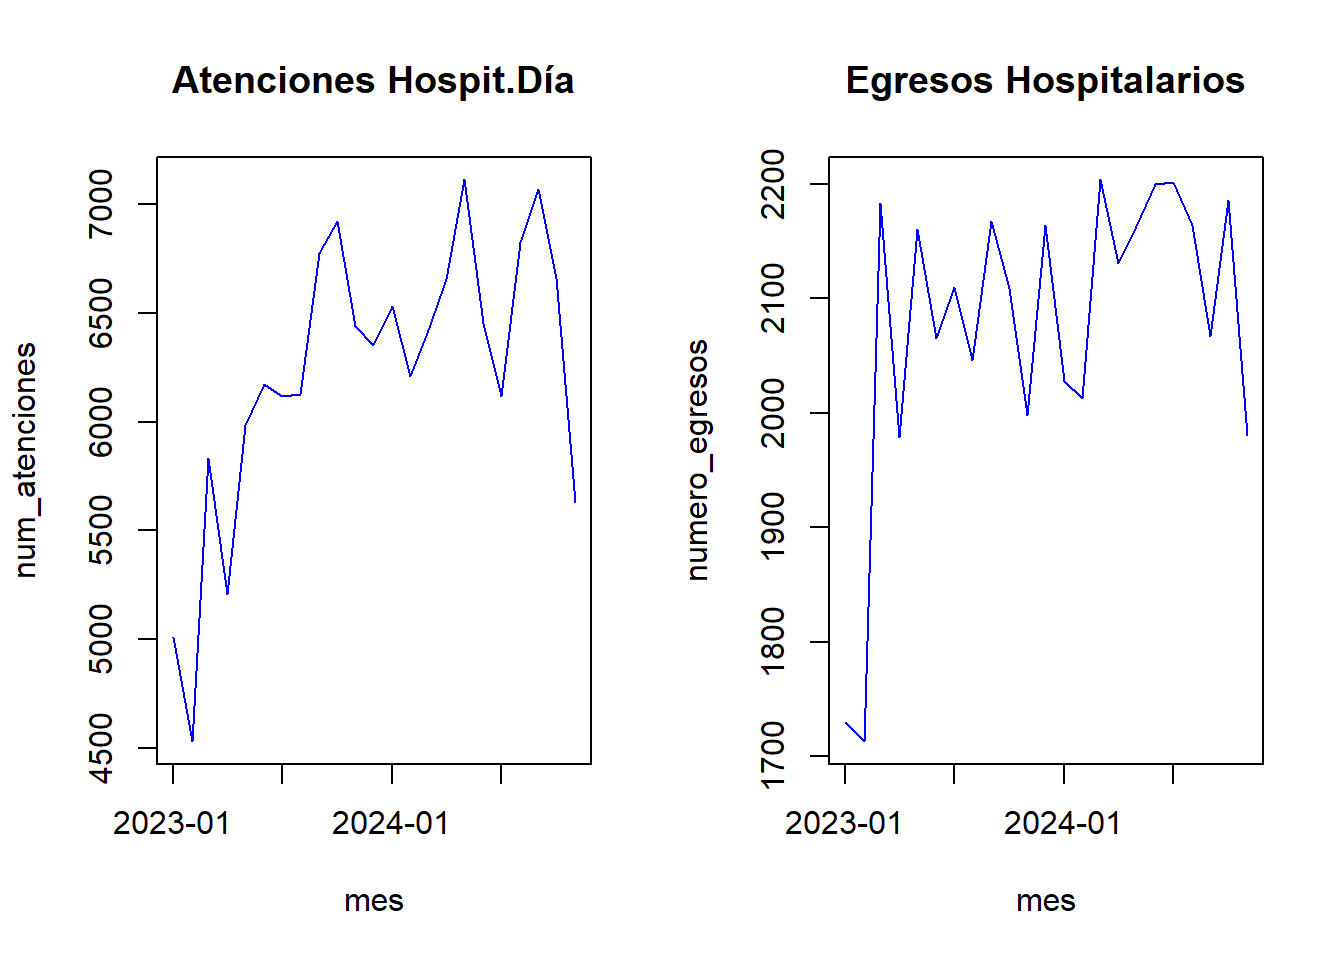 Atenciones Hospit.Día
num_atenciones
7000
6500
6000
5500
5000
4500
2023-01
2024-01
mes
Egresos Hospitalarios
numero_egresos
2200
2100
2000
1900
1800
1700
2023-01
2024-01
mes